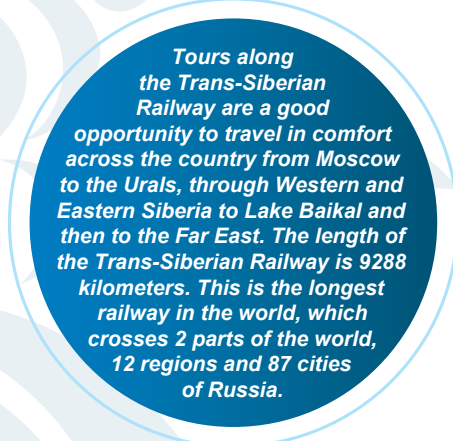 Tours along
the Trans-Siberian
Railway are a good
opportunity to travel in comfort
across the country from Moscow
to the Urals, through Western and
Eastern Siberia to Lake Baikal and
then to the Far East. The length of
the Trans-Siberian Railway is 9288
kilometers. This is the longest
railway in the world, which
crosses 2 parts of the world,
12 regions and 87 cities
of Russia.